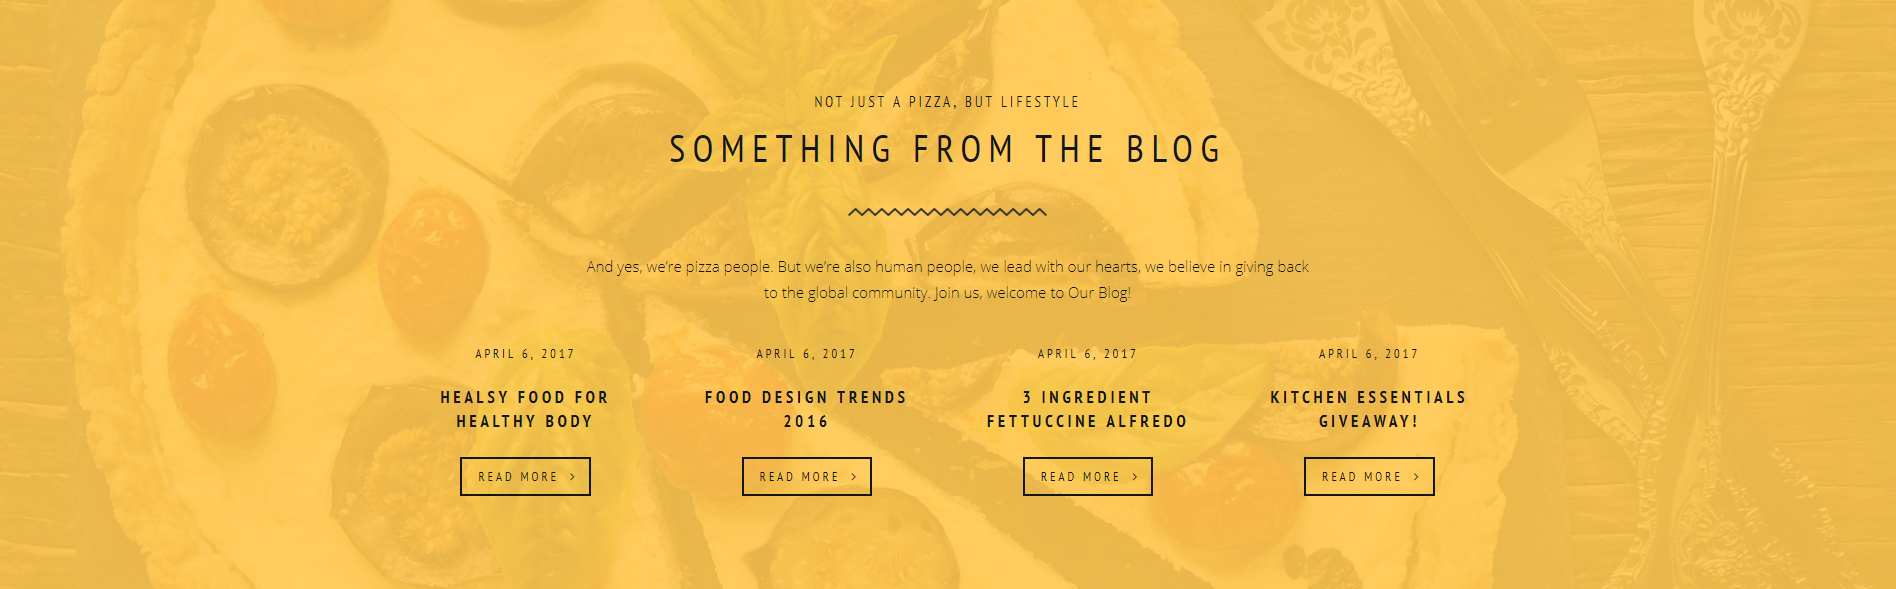 NOT JUST A PIZZA, BUT LIFESTYLE
SOMETHING FROM THE BLOG
And yes, we're pizza people. But we're also human people, we lead with our hearts, we believe in giving back
to the global community. Join us, welcome to Our Blog!
APRIL 6, 2017
HEALSY FOOD FOR
HEALTHY BODY
READ MORE >
APRIL 6, 2017
FOOD DESIGN TRENDS
2016
READ MORE >
APRIL 6, 2017
3 INGREDIENT
FETTUCCINE ALFREDO
READ MORE >
APRIL 6, 2017
KITCHEN ESSENTIALS
GIVEAWAY!
READ MORE >